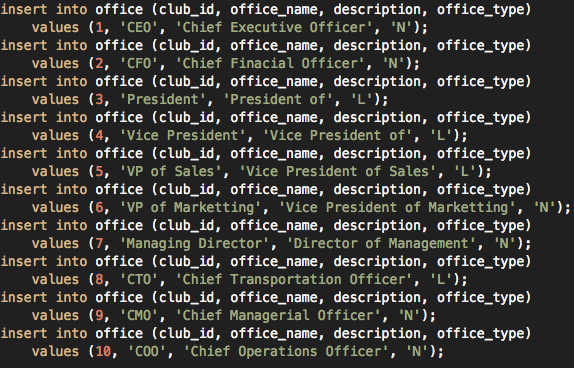 insert into office (club_id, office_name, description, office_type)
values (1, 'CEO', 'Chief Executive Officer', 'N');
insert into office (club_id, office_name, description, office_type)
values (2, 'CFO', 'Chief Finacial Officer', 'N');
insert into office (club_id, office_name, description, office_type)
values (3, 'President', 'President of', 'L');
insert into office (club_id, office_name, description, office_type)
values (4, 'Vice President', 'Vice President of', 'L');
insert into office (club_id, office_name, description, office_type)
values (5, 'VP of Sales', 'Vice President of Sales', 'L');
insert into office (club_id, office_name, description, office_type)
values (6, 'VP of Marketting', 'Vice President of Marketting', 'N');
insert into office (club_id, office_name, description, office_type)
values (7, 'Managing Director', 'Director of Management', 'N');
insert into office (club_id, office_name, description, office_type)
values (8, 'CTO', 'Chief Transportation Officer', 'L');
insert into office (club_id, office_name, description, office_type)
values (9, 'CMO', 'Chief Managerial Officer', 'N');
insert into office (club_id, office_name, description, office_type)
values (10, 'COO', 'Chief Operations Officer', 'N');